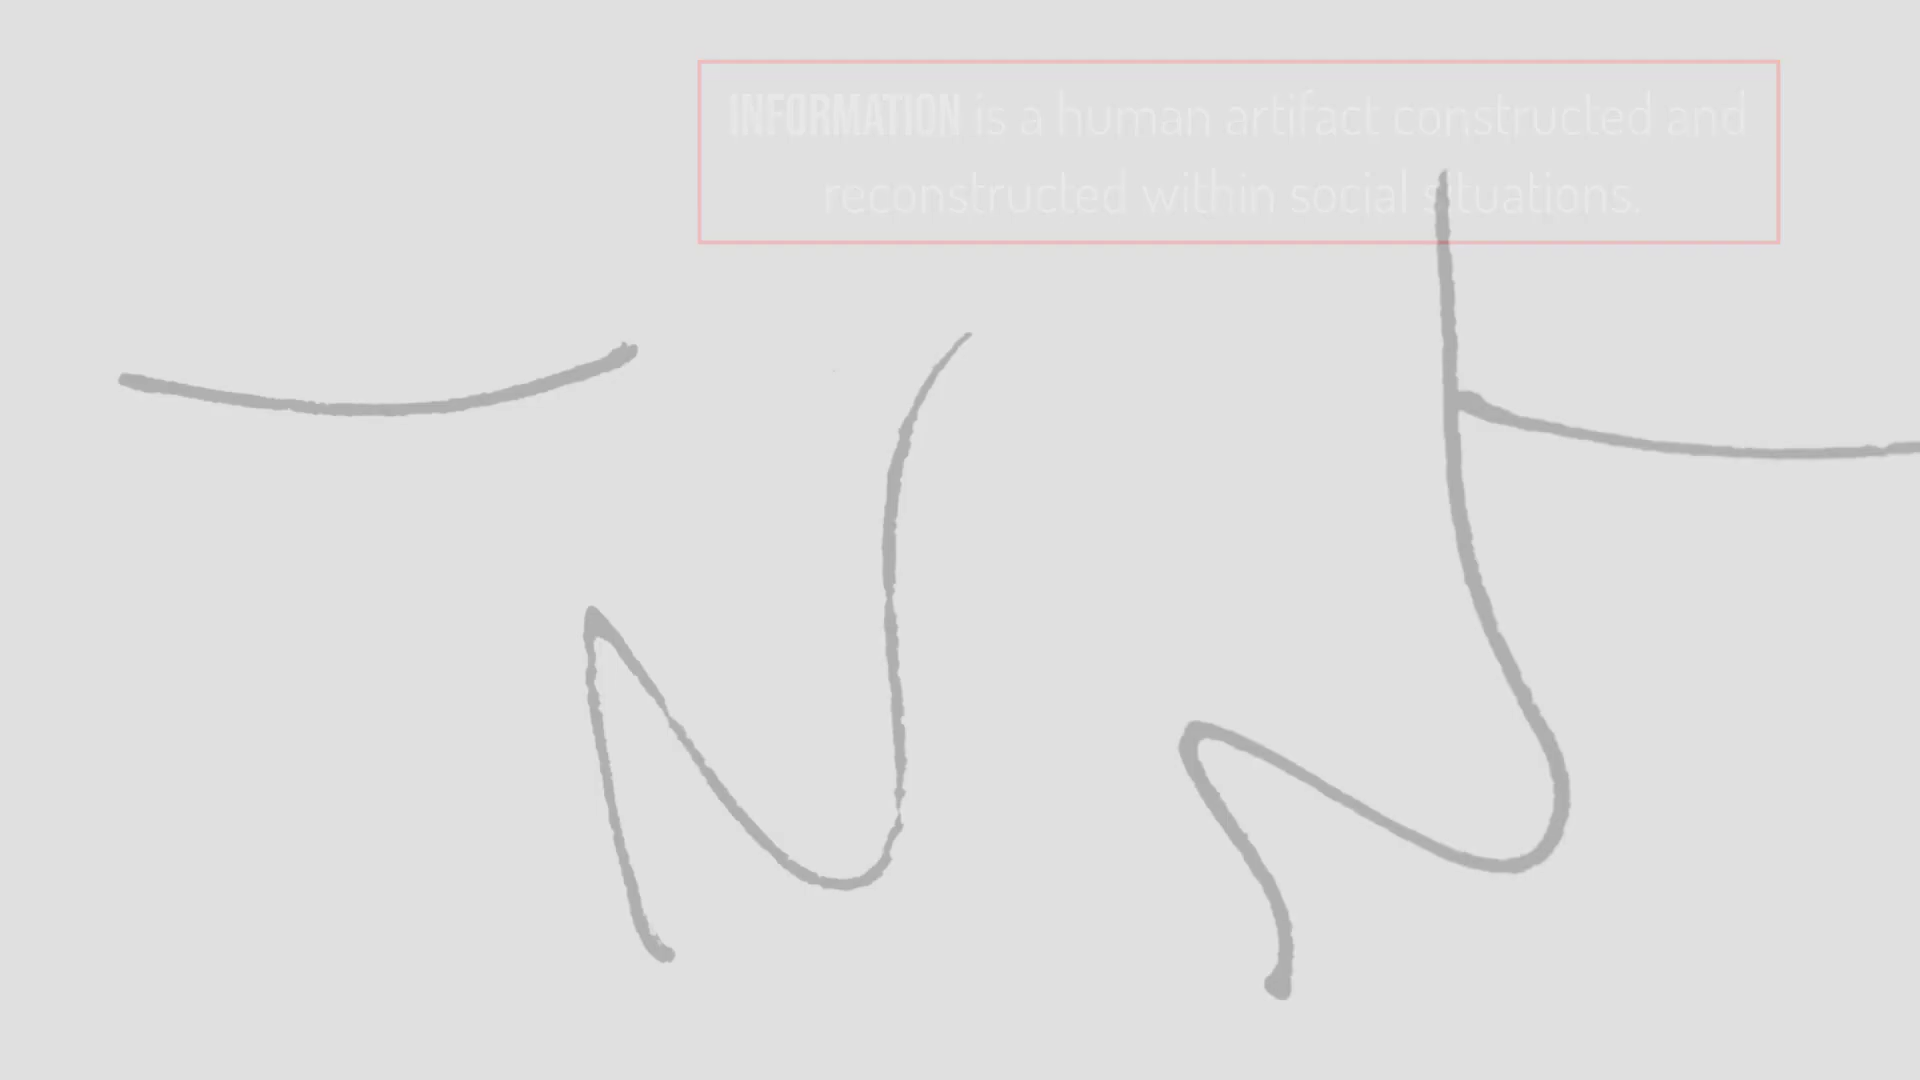 INFORMATION is a human artifact constructed and
reconstructed within social situations.